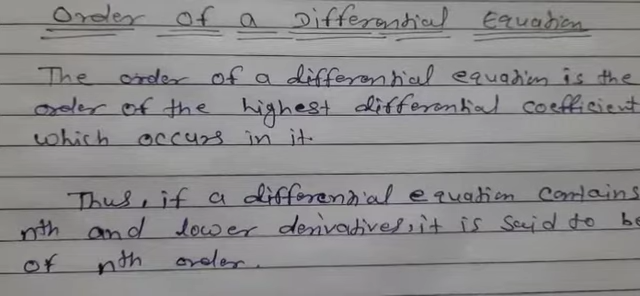 Order of a Differential Equation
The order of a differential equation is the
order of the highest differential coefficient
which occurs in it.
Thus, if a differential equation contains
nth and lower derivatives, it is said to be
of nth order.